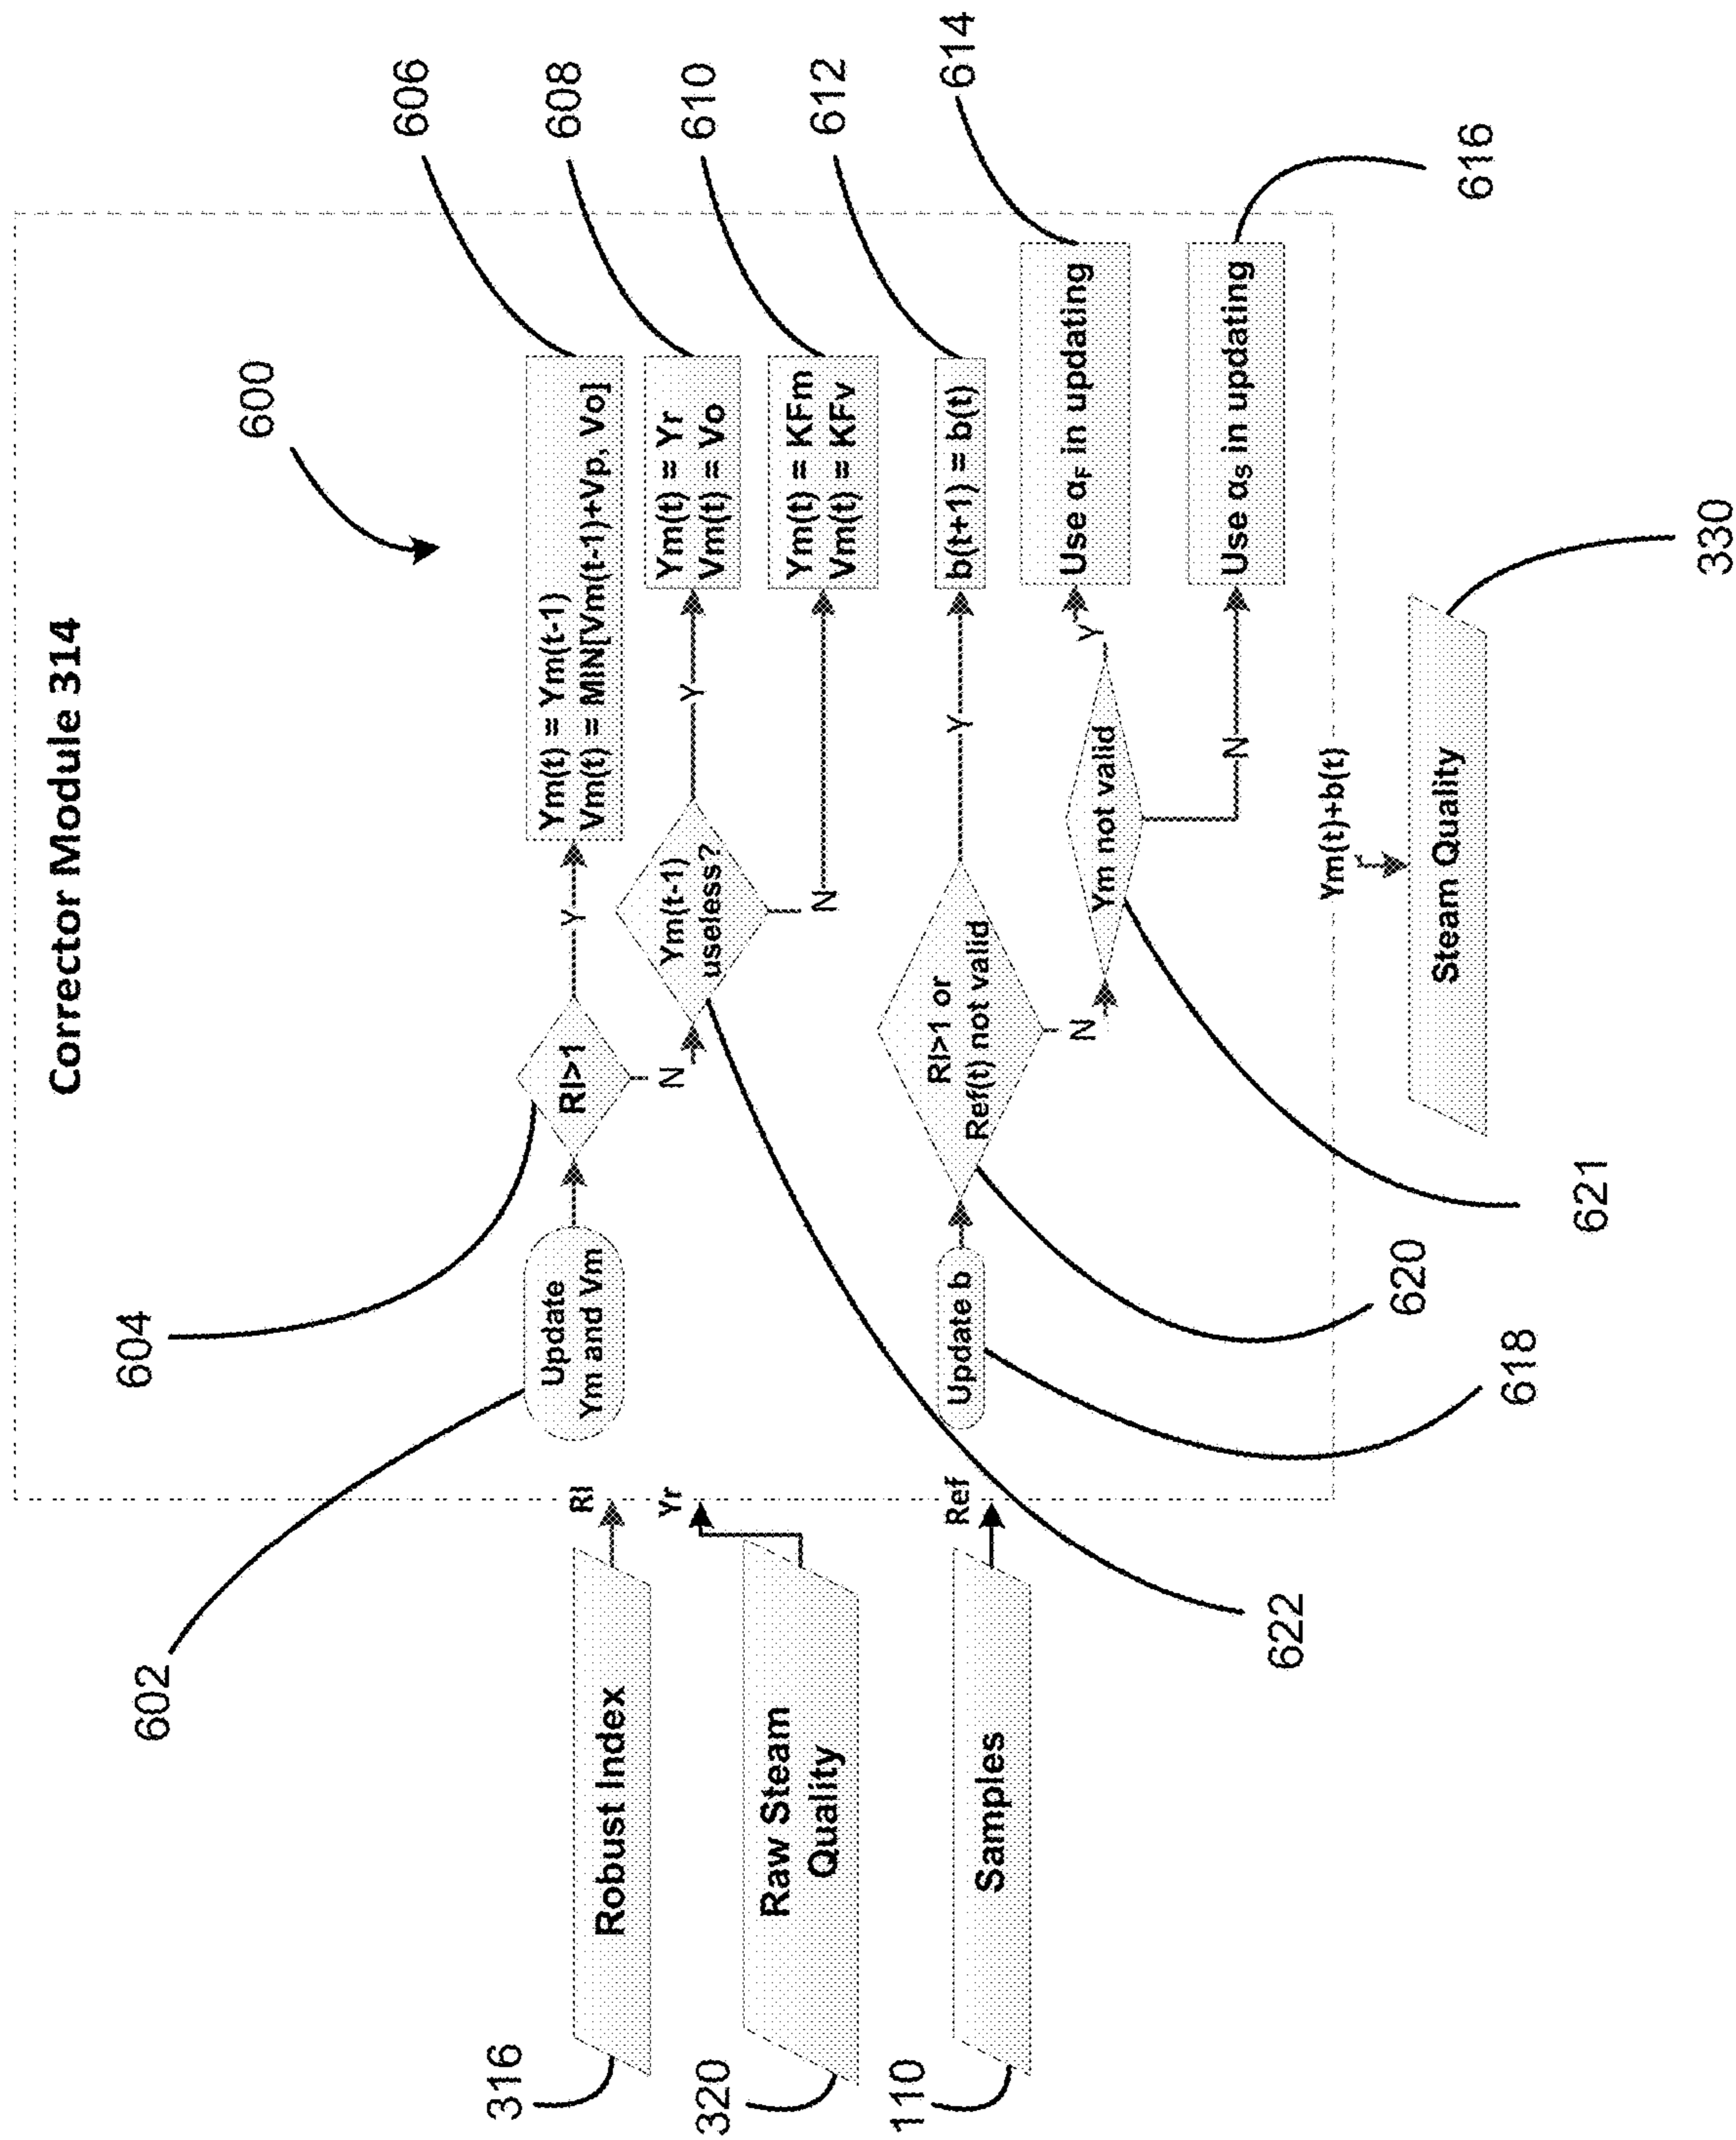 Corrector Module 314
600
604
602
606
608
610
612
614
616
Update
Ym and Vm
RI>1
Y
N
Ym(t) = Ym(t-1)
Vm(t) = MIN[Vm(t-1)+Vp, Vo]
Ym(t-1)
useless?
Y
N
Ym(t) = Yr
Vm(t) = Vo
Ym(t) = KFm
Vm(t) = KFv
Update b
RI>1 or
Ref(t) not valid
Y
N
b(t+1) = b(t)
Ym not valid
Y
N
Use αF in updating
Use αS in updating
316
Robust Index
RI
320
Raw Steam
Quality
Yr
110
Samples
Ref
Ym(t)+b(t)
Steam Quality
622
618
620
621
330